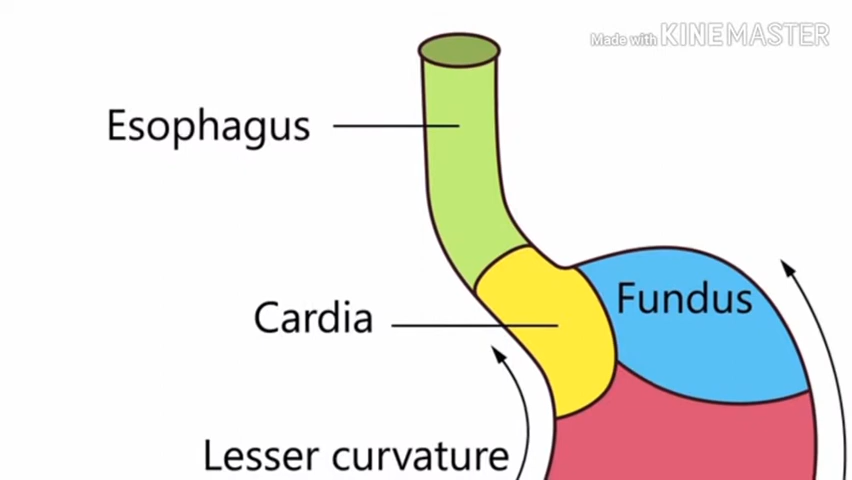 Made with KINEMASTER
Esophagus
Fundus
Cardia
Lesser curvature